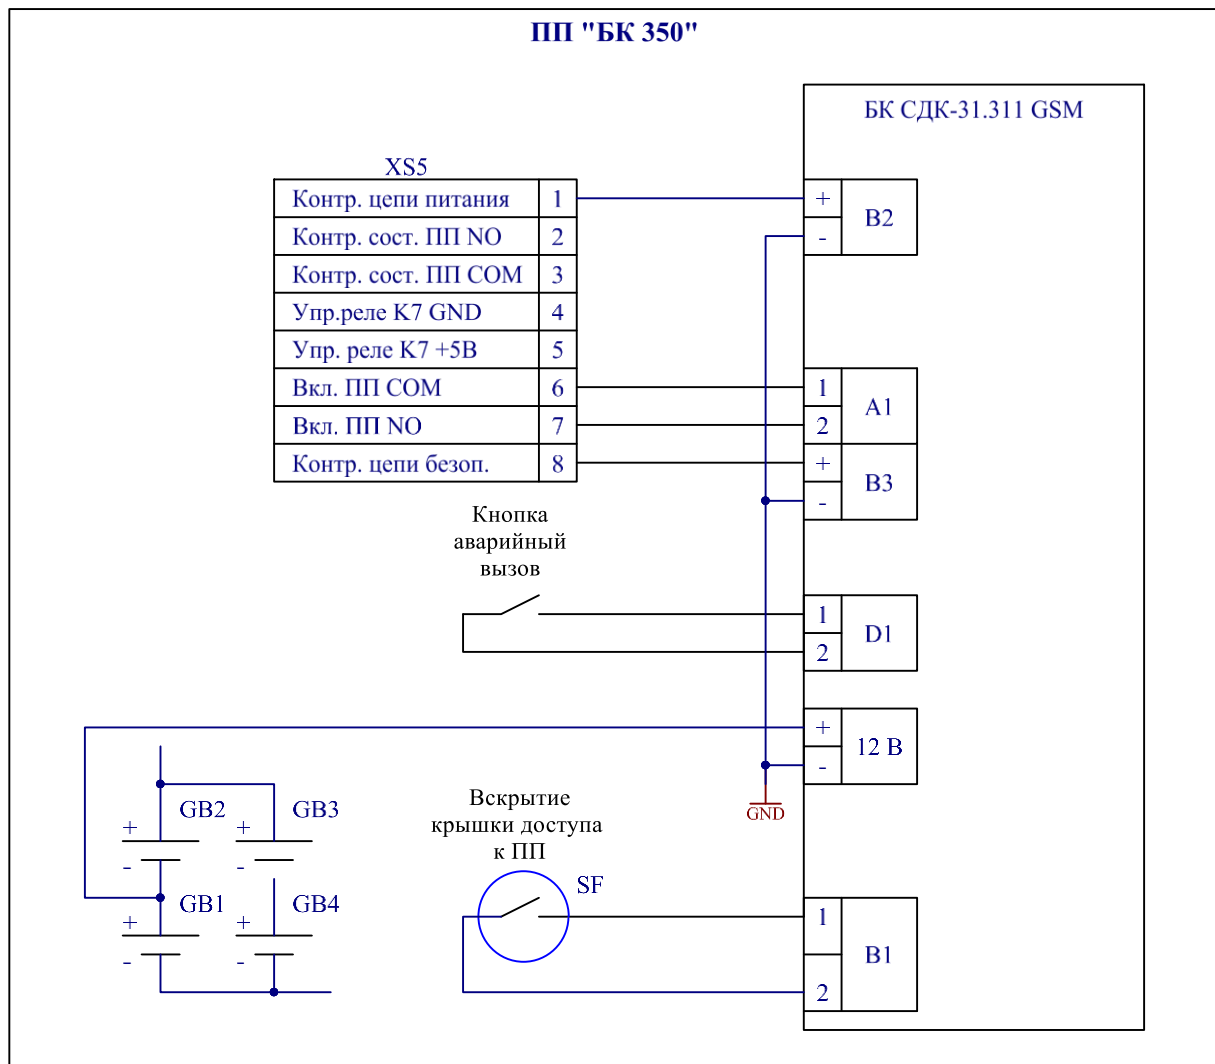 ПП "БК 350"
БК СДК-31.311 GSM
XS5
Контр. цепи питания 1
Контр. сост. ПП NO 2
Контр. сост. ПП COM 3
Упр.реле K7 GND 4
Упр. реле K7 +5В 5
Вкл. ПП COM 6
Вкл. ПП NO 7
Контр. цепи безоп. 8
+
- B2
1
2 A1
+
- B3
Кнопка
аварийный
вызов
1
2 D1
+
- 12 В
GND
GB2 GB3
+ +
- -
GB1 GB4
+ +
- -
Вскрытие
крышки доступа
к ПП
SF
1
2 B1